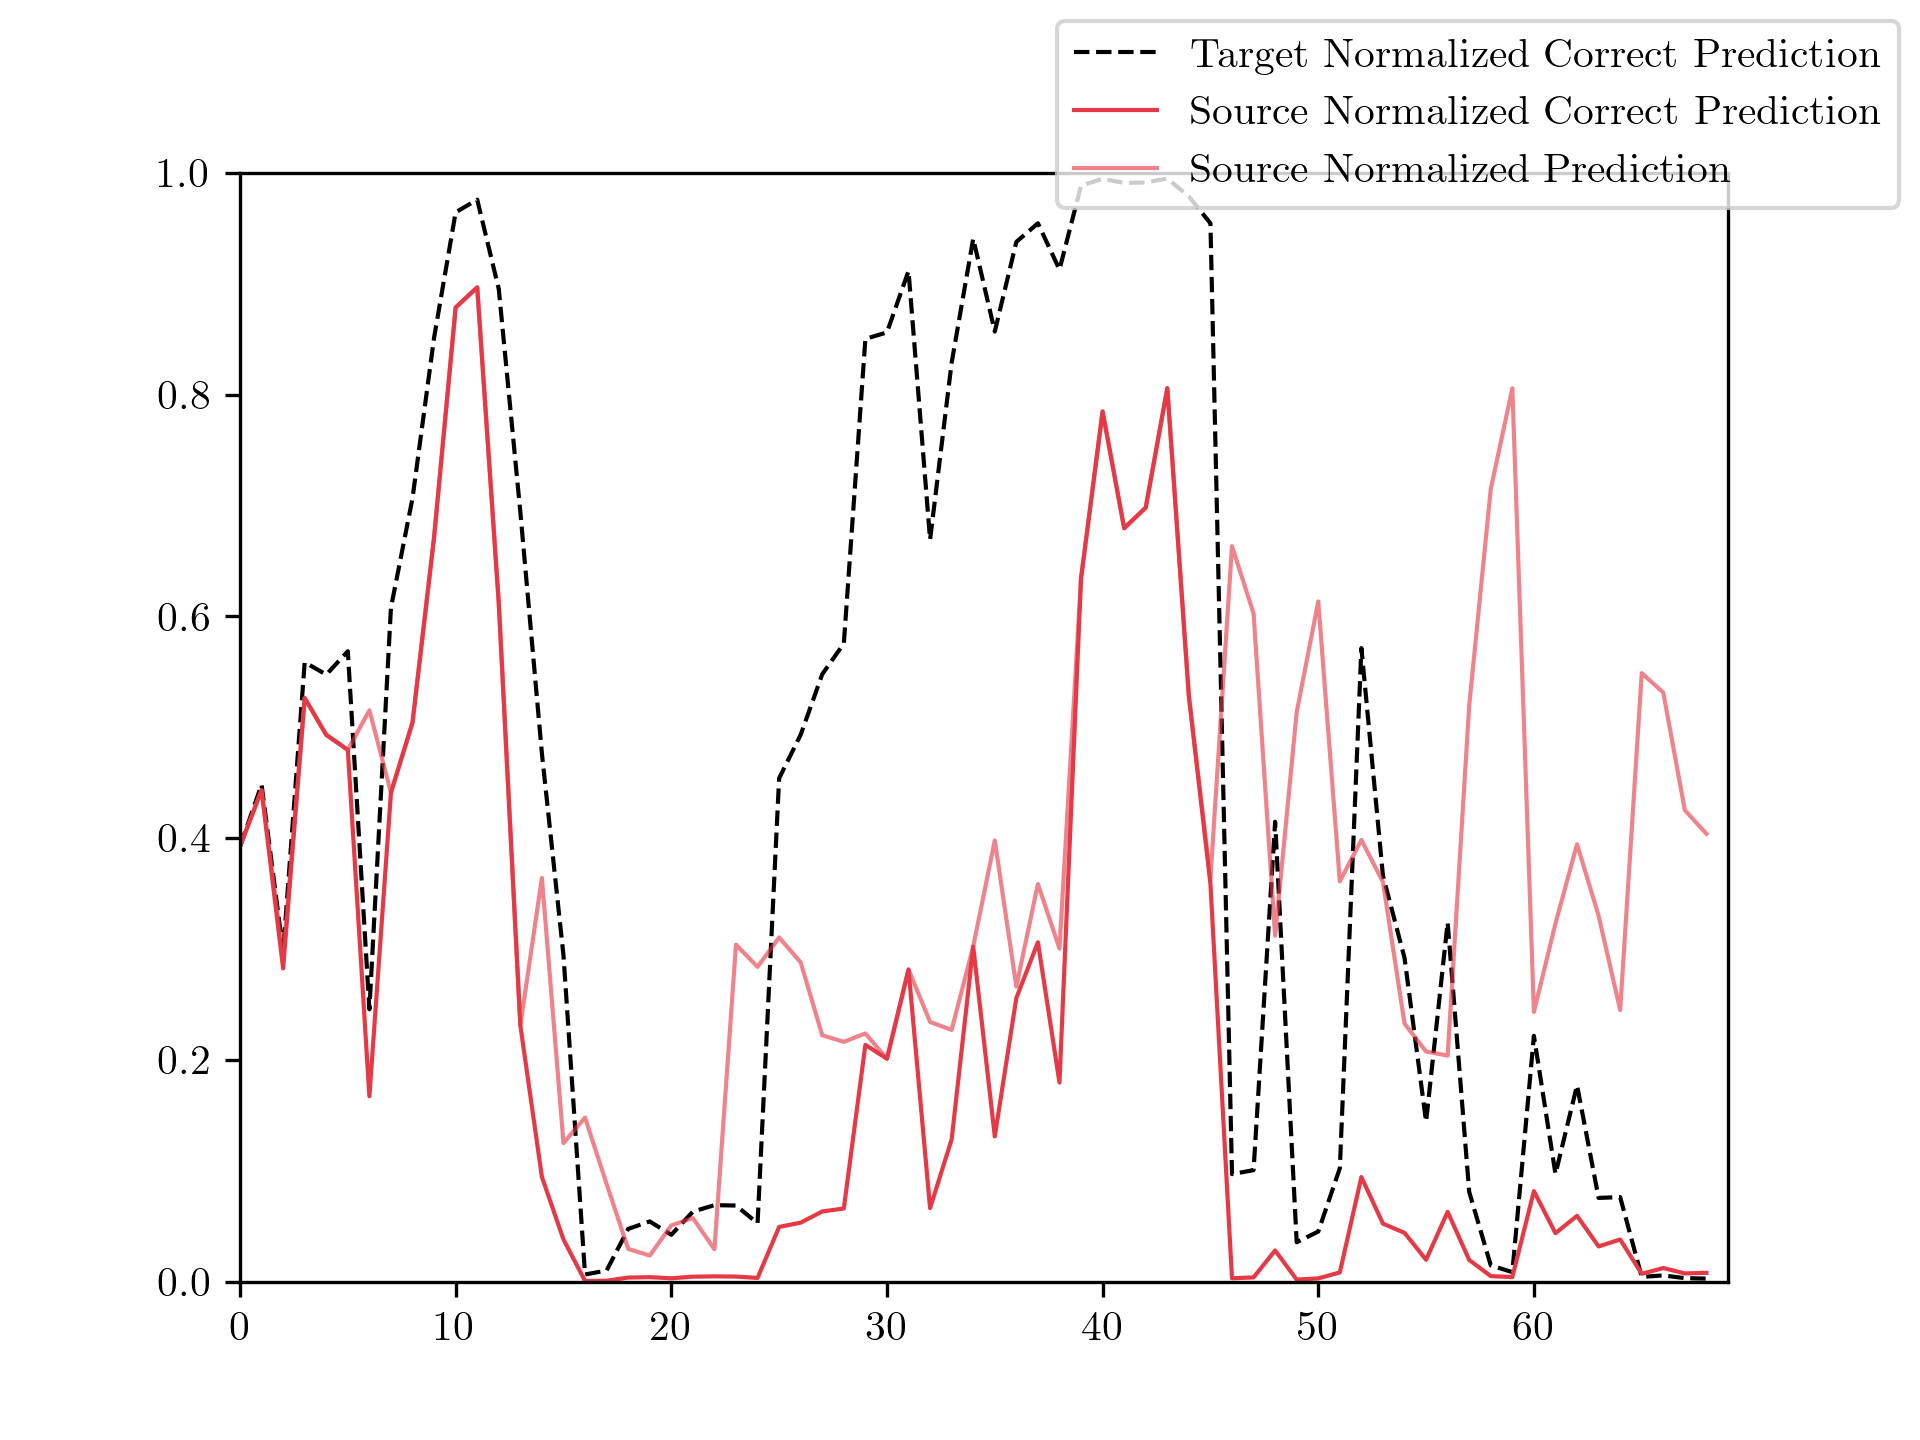 Target Normalized Correct Prediction
Source Normalized Correct Prediction
Source Normalized Prediction
1.0
0.8
0.6
0.4
0.2
0.0
0 10 20 30 40 50 60